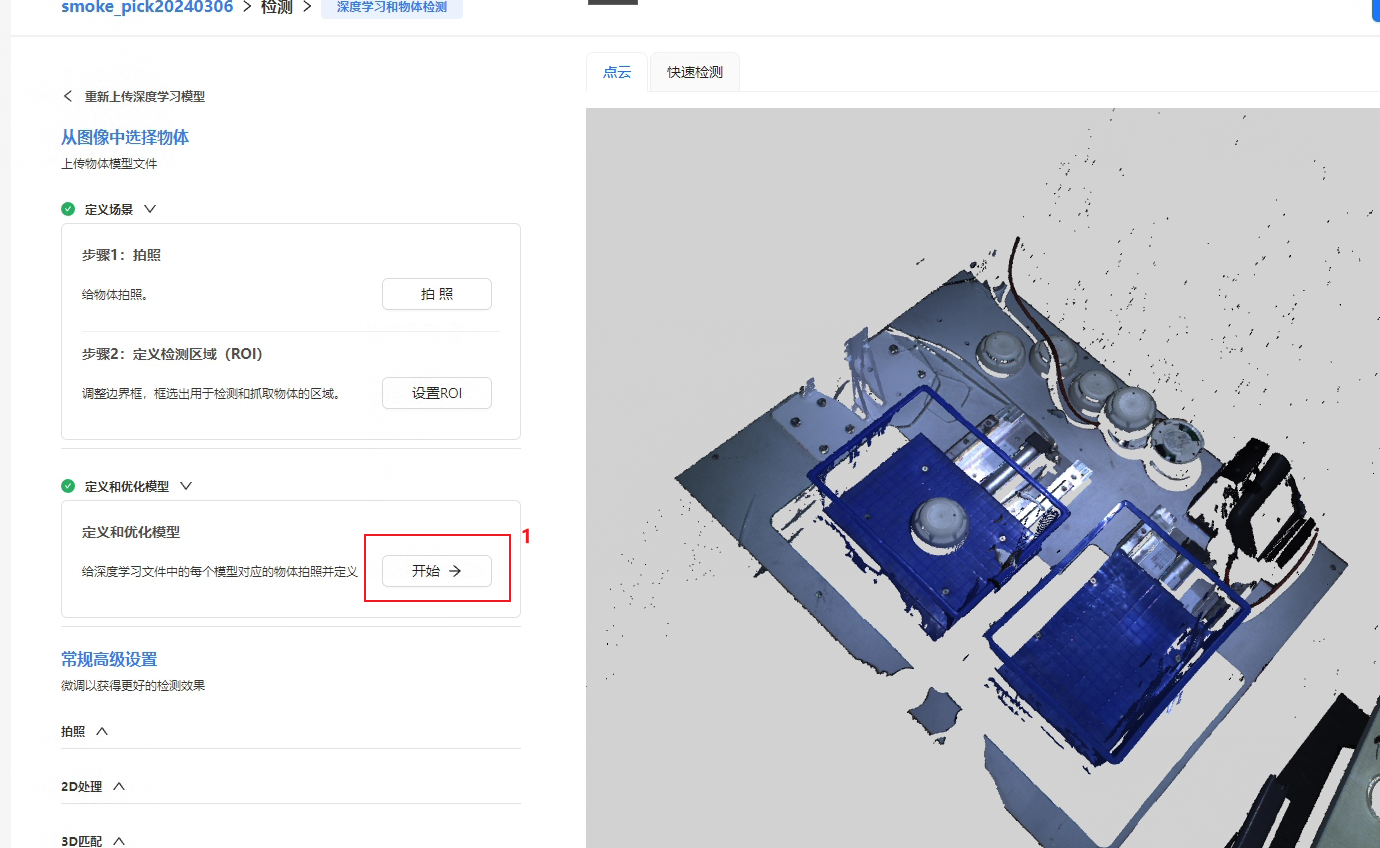 smoke_pick20240306 > 检测 > 深度学习和物体检测
点云
快速检测
重新上传深度学习模型
从图像中选择物体
上传物体模型文件
定义场景
步骤1：拍照
给物体拍照。
拍 照
步骤2：定义检测区域（ROI）
调整边界框，框选出用于检测和抓取物体的区域。
设置ROI
定义和优化模型
定义和优化模型
1
给深度学习文件中的每个模型对应的物体拍照并定义
开始 →
常规高级设置
微调以获得更好的检测效果
拍照
2D处理
3D匹配